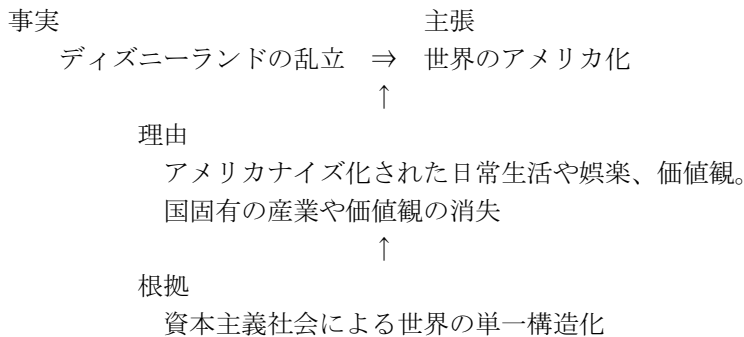 事実 主張
ディズニーランドの乱立 ⇒ 世界のアメリカ化
↑
理由
アメリカナイズ化された日常生活や娯楽、価値観。
国固有の産業や価値観の消失
↑
根拠
資本主義社会による世界の単一構造化